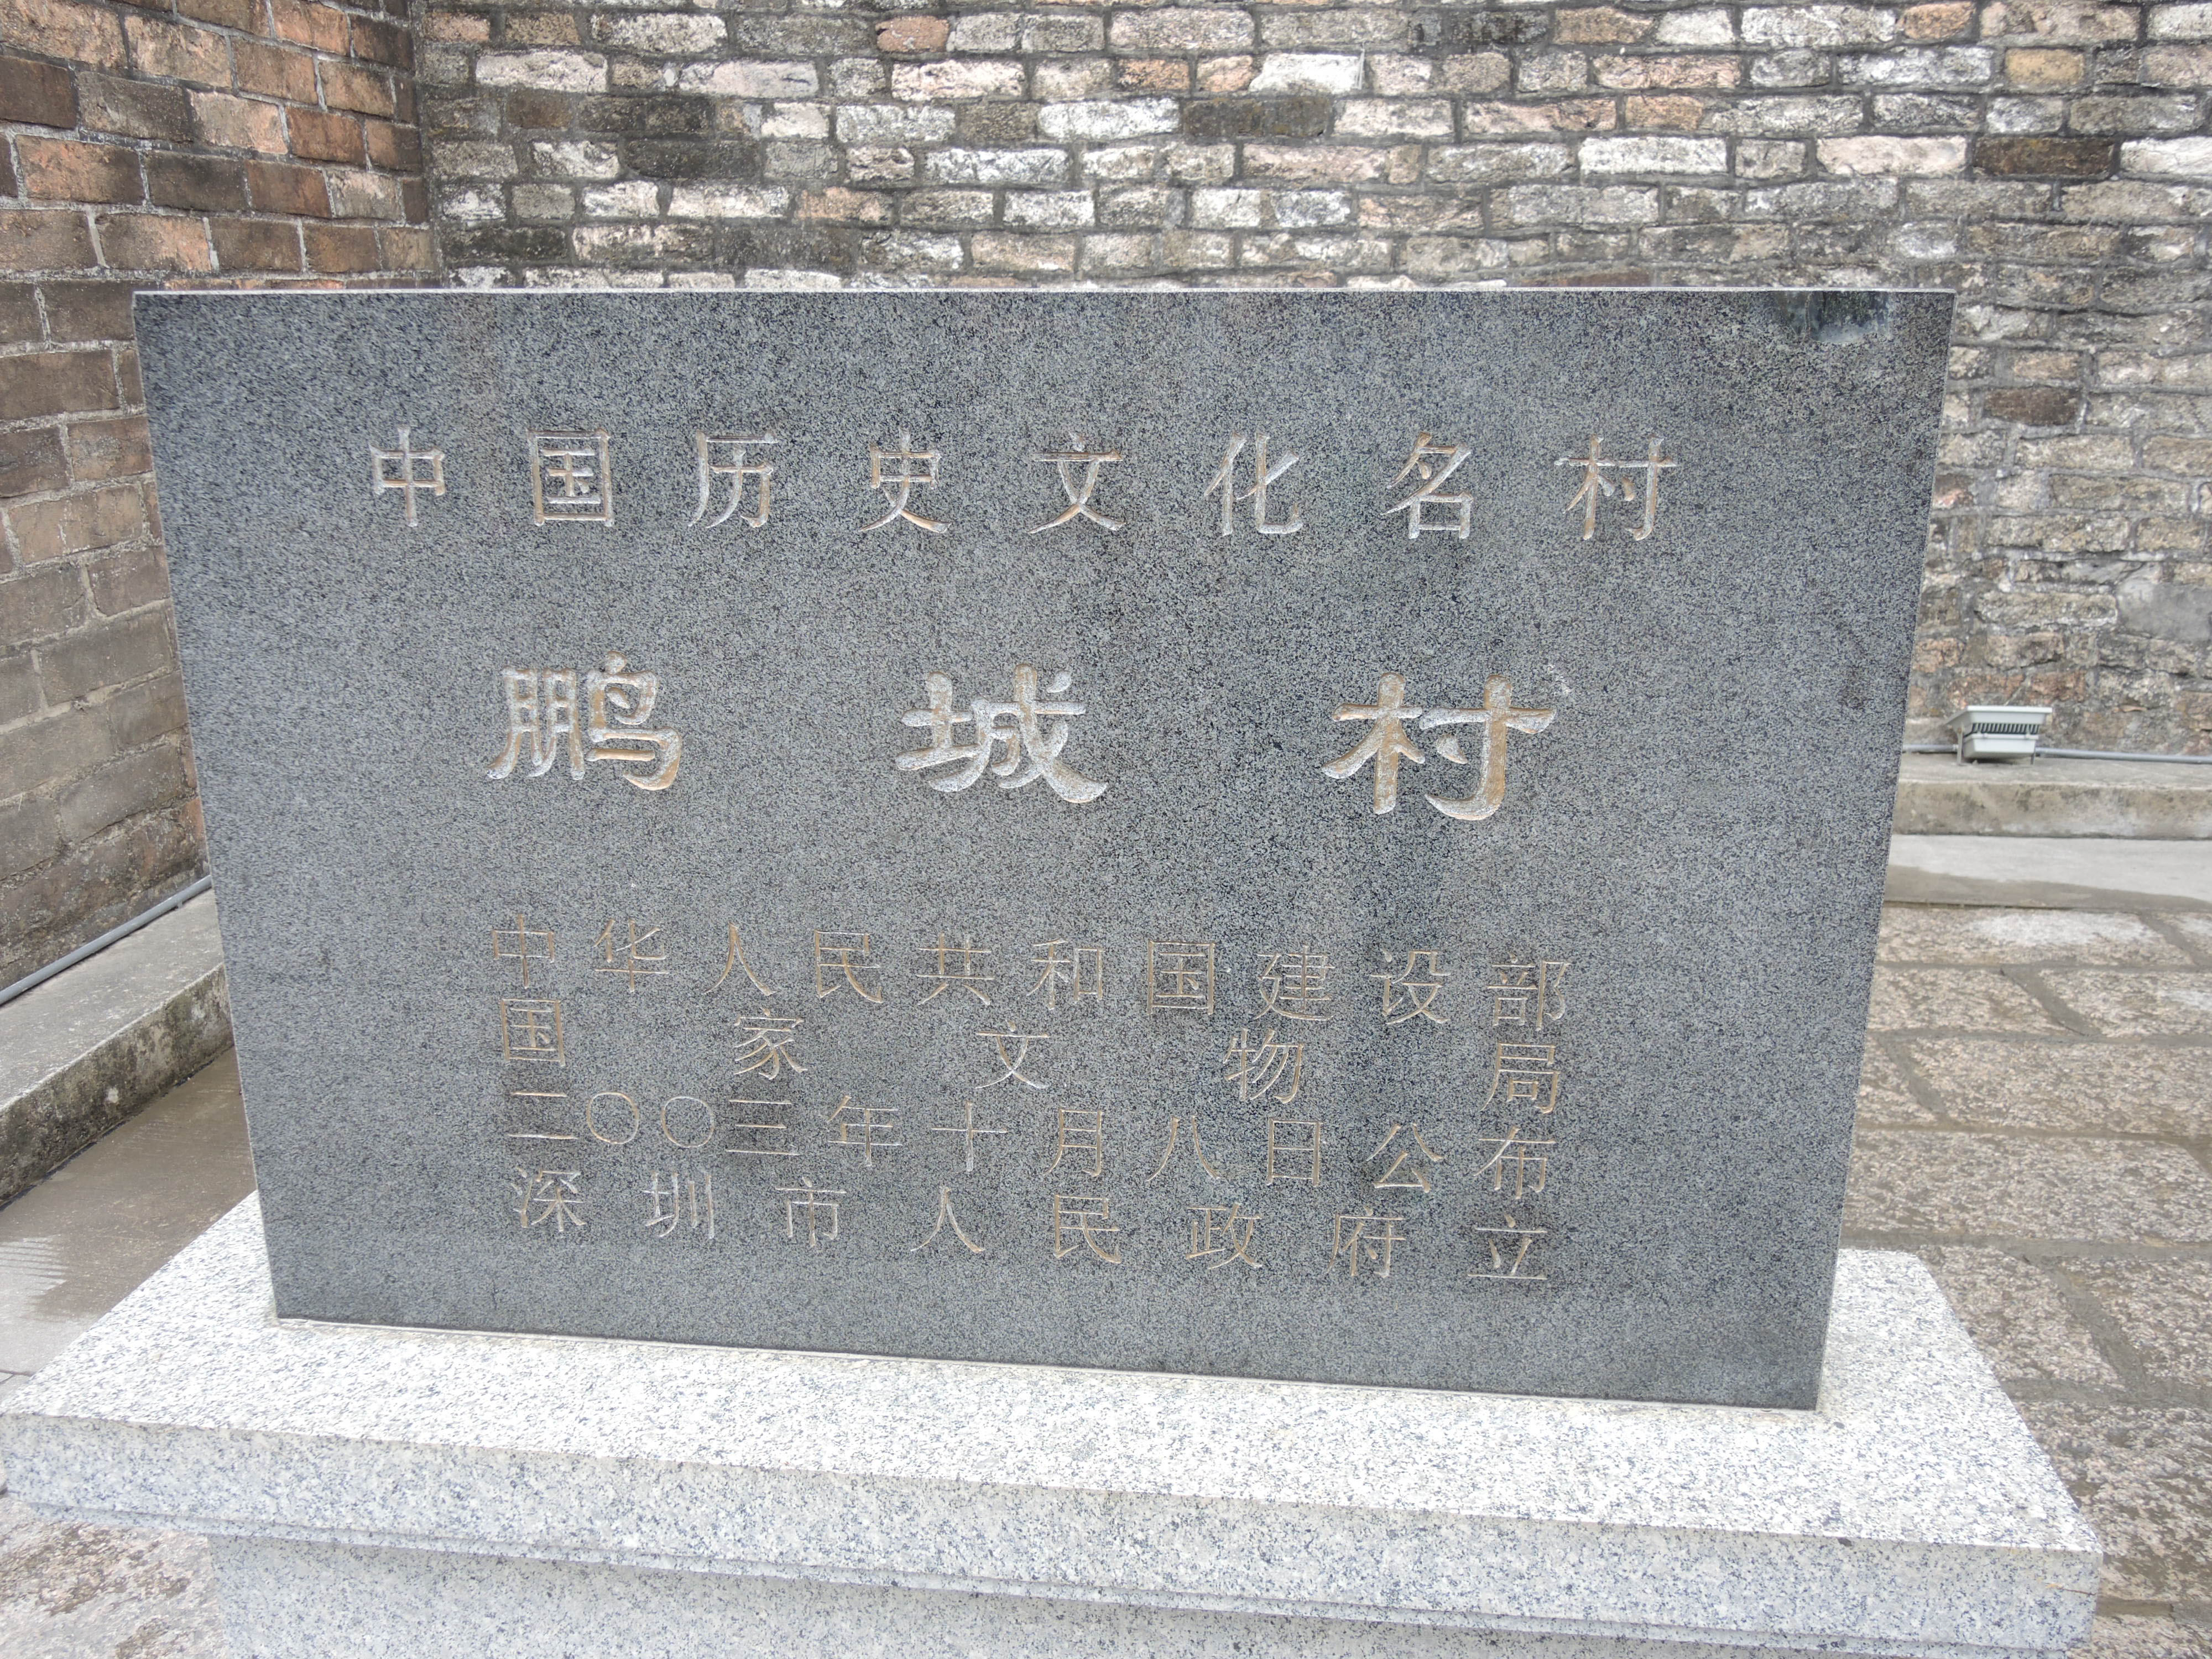 中国历史文化名村
鹏城村
中华人民共和国建设部
国家文物局
二〇〇三年十月八日公布
深圳市人民政府立